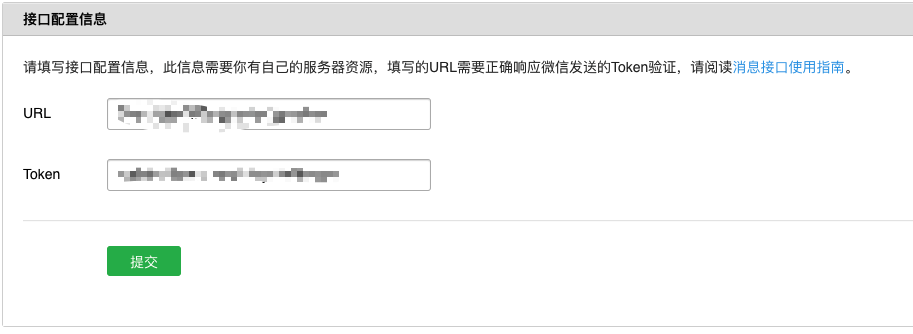 接口配置信息
请填写接口配置信息，此信息需要你有自己的服务器资源，填写的URL需要正确响应微信发送的Token验证，请阅读消息接口使用指南。
URL
Token
提交